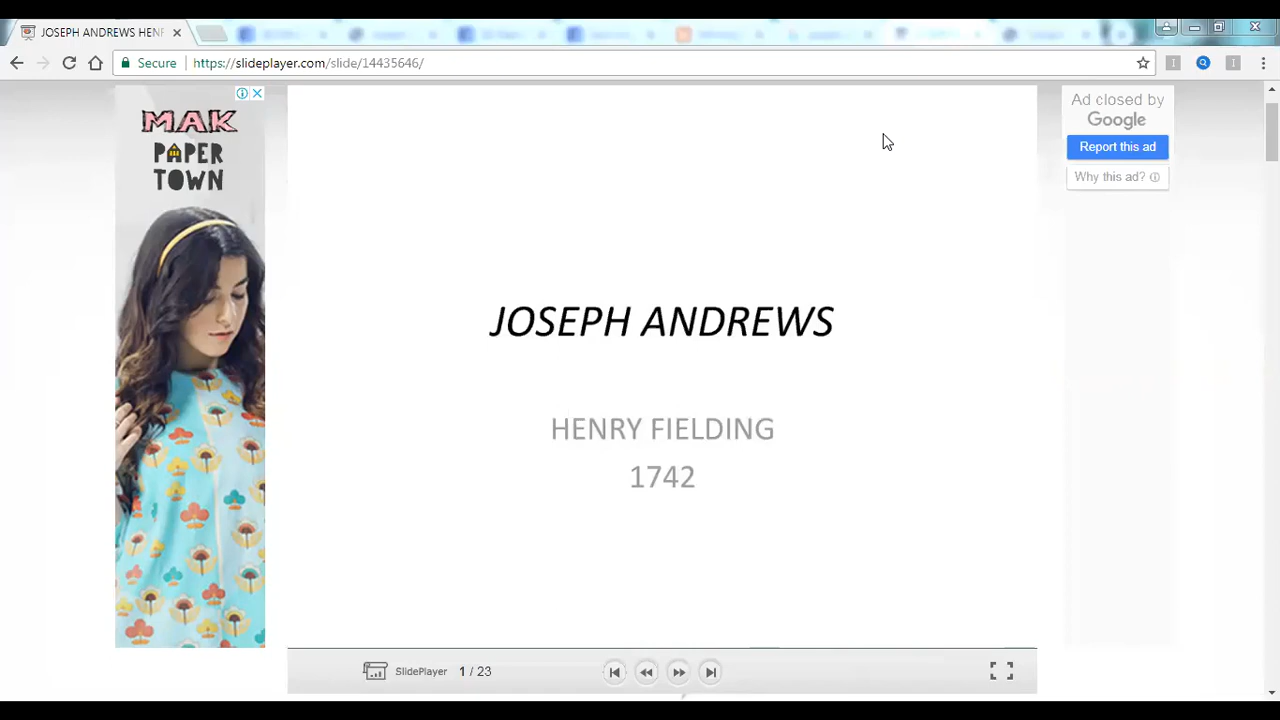 JOSEPH ANDREWS HEN
Secure
https://slideplayer.com/slide/14435646/
MAK
PAPER
TOWN
Ad closed by
Google
Report this ad
Why this ad?
JOSEPH ANDREWS
HENRY FIELDING
1742
SlidePlayer 1 / 23